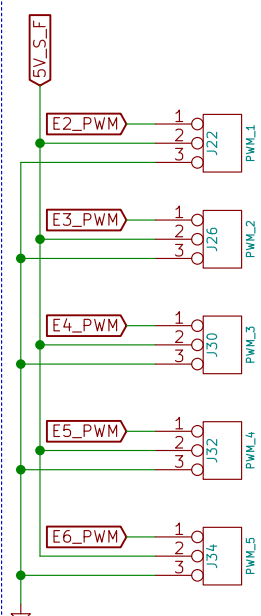 5V_S_F
E2_PWM
1
2
3
J22
PWM_1
E3_PWM
1
2
3
J26
PWM_2
E4_PWM
1
2
3
J30
PWM_3
E5_PWM
1
2
3
J32
PWM_4
E6_PWM
1
2
3
J34
PWM_5